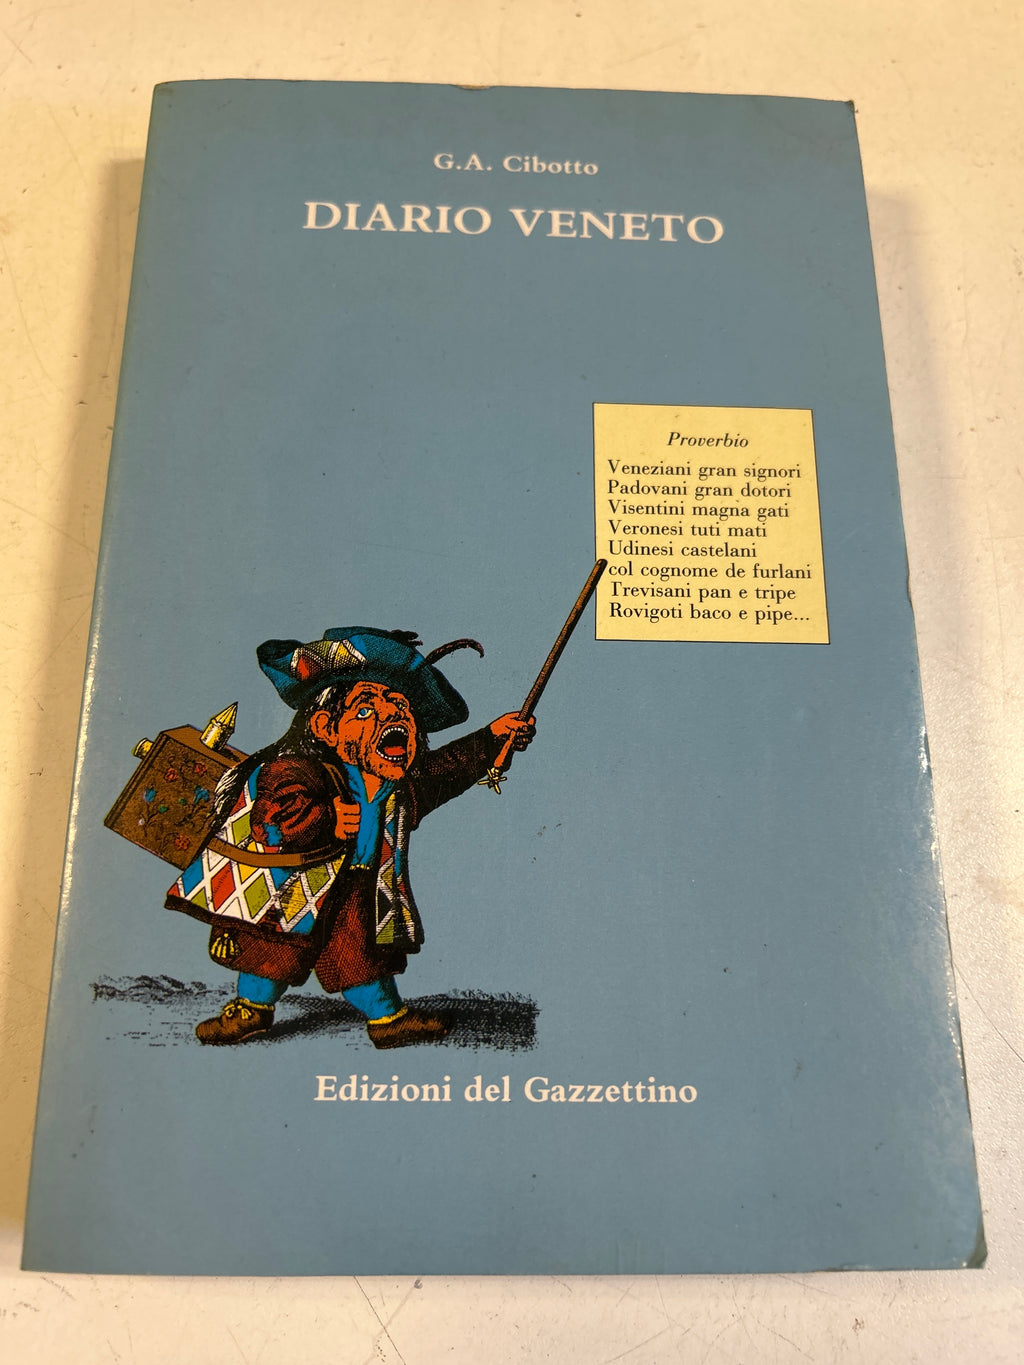 G.A. Cibotto
DIARIO VENETO
Proverbio
Veneziani gran signori
Padovani gran dotori
Visentini magna gati
Veronesi tuti mati
Udinesi castelani
col cognome de furlani
Trevisani pan e tripe
Rovigoti baco e pipe...
Edizioni del Gazzettino